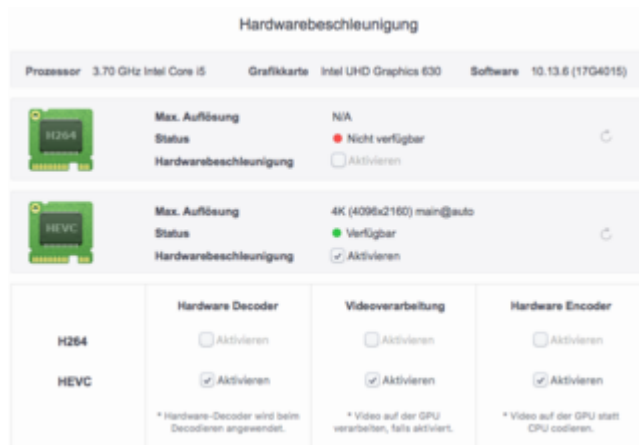 Hardwarebeschleunigung
Prozessor 3.70 GHz Intel Core i5 Grafikkarte Intel UHD Graphics 630 Software 10.13.6 (17G4015)
H264
Max. Auflösung N/A
Status Nicht verfügbar
Hardwarebeschleunigung Aktivieren
HEVC
Max. Auflösung 4K (4096x2160) main@auto
Status Verfügbar
Hardwarebeschleunigung Aktivieren
Hardware Decoder Videoverarbeitung Hardware Encoder
H264 Aktivieren Aktivieren Aktivieren
HEVC Aktivieren Aktivieren Aktivieren
* Hardware-Decoder wird beim Decodieren angewendet.
* Video auf der GPU verarbeiten, falls aktiviert.
* Video auf der GPU statt CPU codieren.